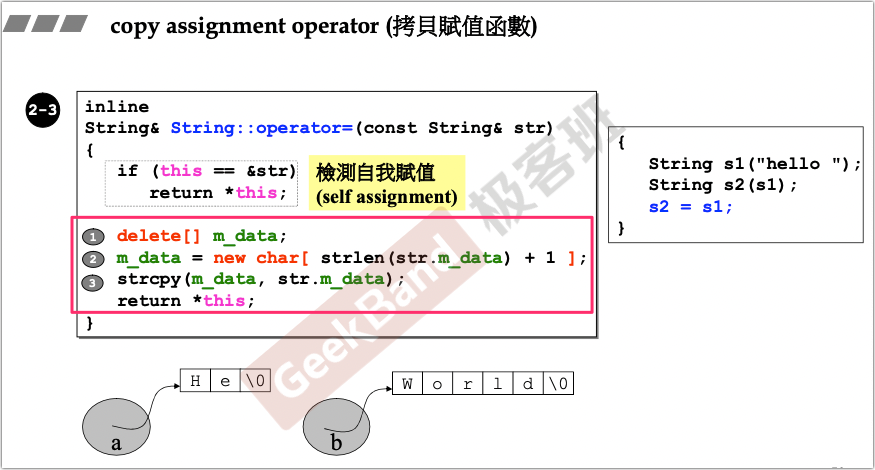 copy assignment operator (拷貝賦值函數)
2-3
inline
String& String::operator=(const String& str)
{
if (this == &str)
return *this;
檢測自我賦值
(self assignment)
1 delete[] m_data;
2 m_data = new char[ strlen(str.m_data) + 1 ];
3 strcpy(m_data, str.m_data);
return *this;
}
{
String s1("hello ");
String s2(s1);
s2 = s1;
}
GeekBand 极客班
H e \0
a
W o r l d \0
b